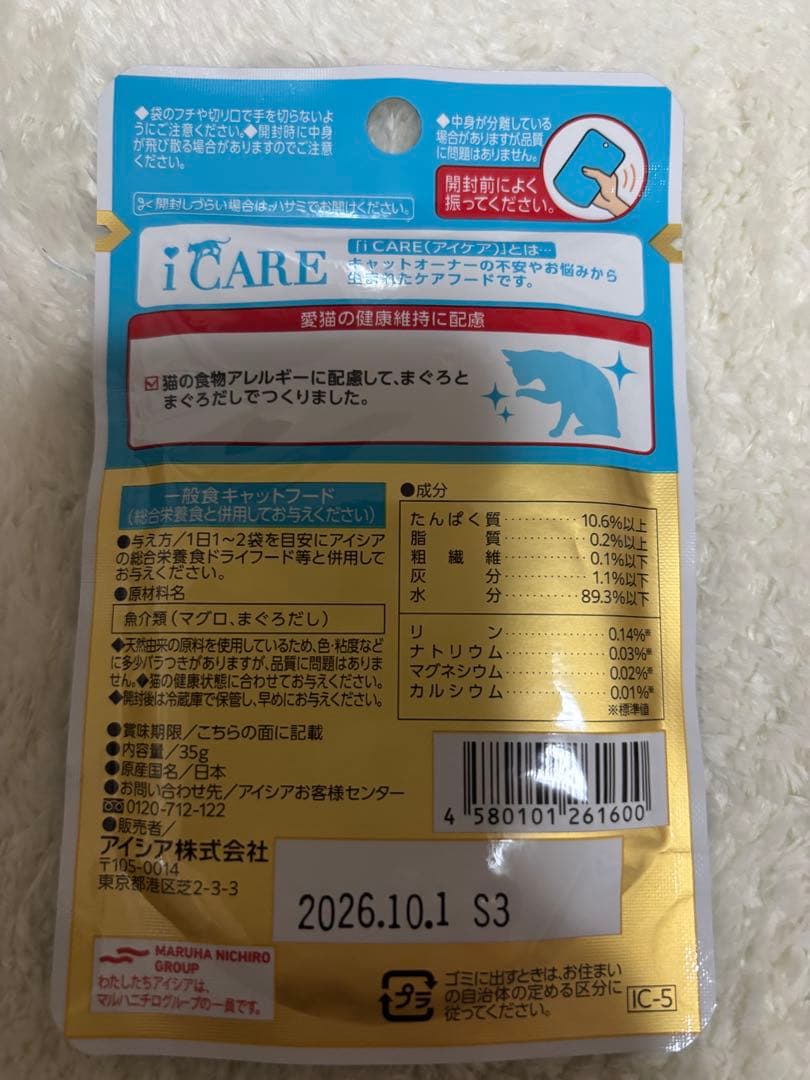 ◆袋のフチや切り口で手を切らないよ
うにご注意ください。◆開封時に中身
が飛び散る場合がありますのでご注意
ください。
◆中身が分離している
場合がありますが品質
に問題はありません。
開封前によく
振ってください。
開封しづらい場合は、ハサミでお開けください。
i CARE
「i CARE(アイケア)」とは…
キャットオーナーの不安やお悩みから
生まれたケアフードです。
愛猫の健康維持に配慮
猫の食物アレルギーに配慮して、まぐろと
まぐろだしでつくりました。
一般食キャットフード
(総合栄養食と併用してお与えください)
●与え方/1日1~2袋を目安にアイシア
の総合栄養食ドライフード等と併用して
お与えください。
●原材料名
魚介類(マグロ、まぐろだし)
◆天然由来の原料を使用しているため、色・粘度など
に多少バラつきがありますが、品質に問題はありま
せん。◆猫の健康状態に合わせてお与えください。
◆開封後は冷蔵庫で保管し、早めにお与えください。
●成分
たんぱく質………10.6%以上
脂質………0.2%以上
粗繊維………0.1%以下
灰分………1.1%以下
水分………89.3%以下
リン………0.14%※
ナトリウム………0.03%※
マグネシウム………0.02%※
カルシウム………0.01%※
※標準値
●賞味期限/こちらの面に記載
●内容量/35g
●原産国名/日本
●お問い合わせ先/アイシアお客様センター
0120-712-122
●販売者/
アイシア株式会社
〒105-0014
東京都港区芝2-3-3
4 580101 261600
2026.10.1 S3
MARUHA NICHIRO
GROUP
わたしたちアイシアは、
マルハニチログループの一員です。
プラ
ゴミに出すときは、お住まい
の自治体の定める区分に
従ってください。
IC-5